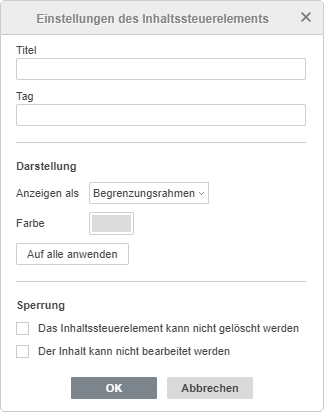 Einstellungen des Inhaltssteuerelements
Titel
Tag
Darstellung
Anzeigen als Begrenzungsrahmen
Farbe
Auf alle anwenden
Sperrung
Das Inhaltssteuerelement kann nicht gelöscht werden
Der Inhalt kann nicht bearbeitet werden
OK Abbrechen